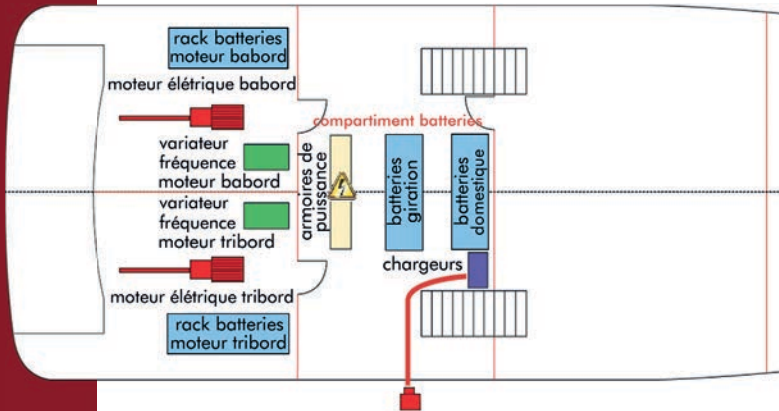 rack batteries
moteur babord
moteur élétrique babord
compartiment batteries
variateur
fréquence
moteur babord
variateur
fréquence
moteur tribord
armoires de
puissance
batteries
giration
batteries
domestique
chargeurs
moteur élétrique tribord
rack batteries
moteur tribord